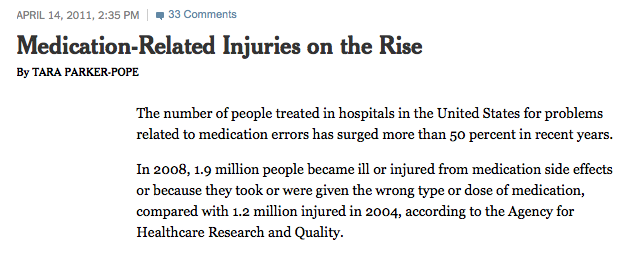 APRIL 14, 2011, 2:35 PM | 33 Comments
Medication-Related Injuries on the Rise
By TARA PARKER-POPE
The number of people treated in hospitals in the United States for problems
related to medication errors has surged more than 50 percent in recent years.
In 2008, 1.9 million people became ill or injured from medication side effects
or because they took or were given the wrong type or dose of medication,
compared with 1.2 million injured in 2004, according to the Agency for
Healthcare Research and Quality.